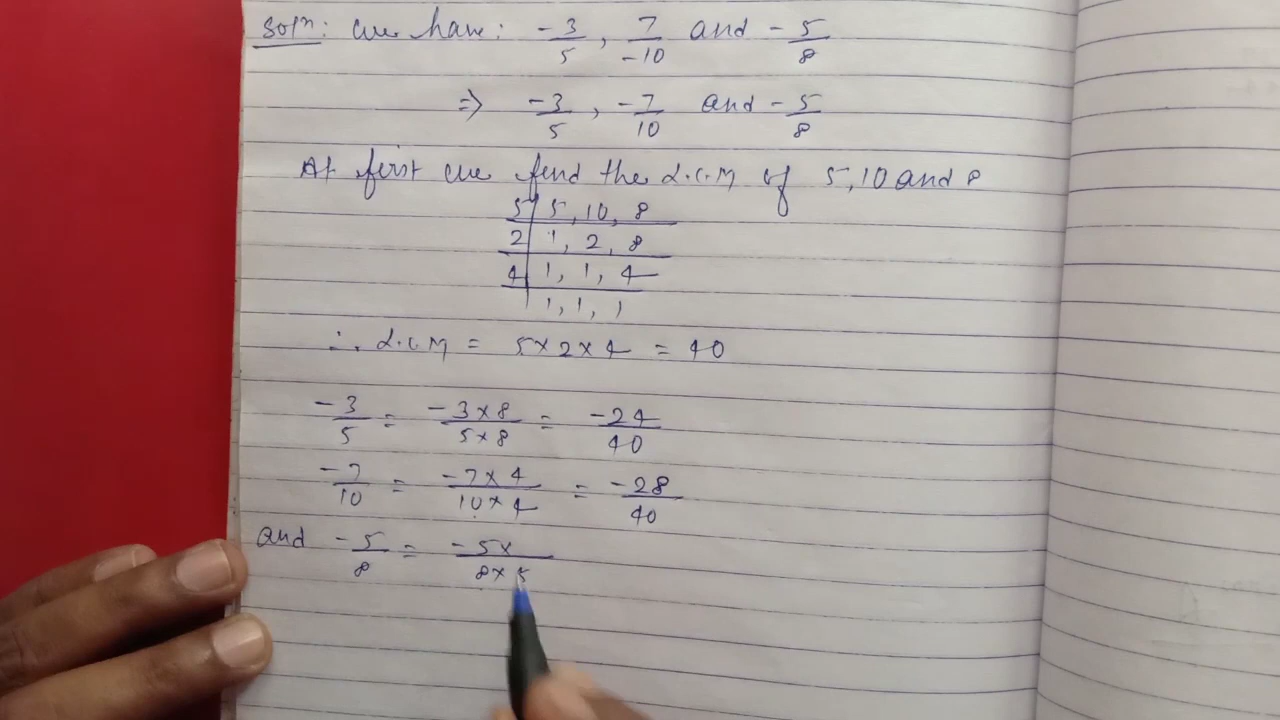 Solⁿ: we have: -3/5, 7/-10 and -5/8
⇒ -3/5, -7/10 and -5/8
At first we find the L.C.M of 5, 10 and 8
5 | 5, 10, 8
2 | 1, 2, 8
4 | 1, 1, 4
1, 1, 1
∴ L.C.M = 5×2×4 = 40
-3/5 = -3×8/5×8 = -24/40
-7/10 = -7×4/10×4 = -28/40
and -5/8 = -5×/8×5